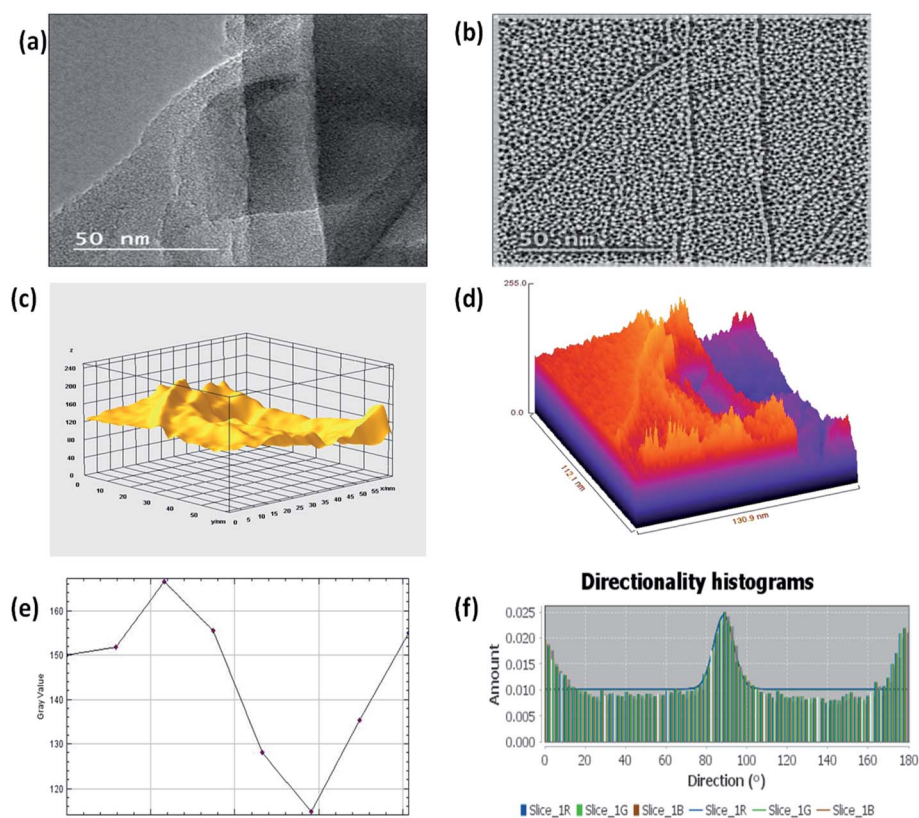 (a)
50 nm
(b)
50 nm
(c)
z
240
200
160
120
80
40
0
0
10
20
30
40
50
y/nm
0 5 10 15 20 25 30 35 40 45 50 55 x/nm
(d)
255.0
0.0
112.1 nm
130.9 nm
(e)
Gray Value
160
150
140
130
120
(f)
Directionality histograms
Amount
0.025
0.020
0.015
0.010
0.005
0.000
0 20 40 60 80 100 120 140 160 180
Direction (°)
Slice_1R Slice_1G Slice_1B Slice_1R Slice_1G Slice_1B